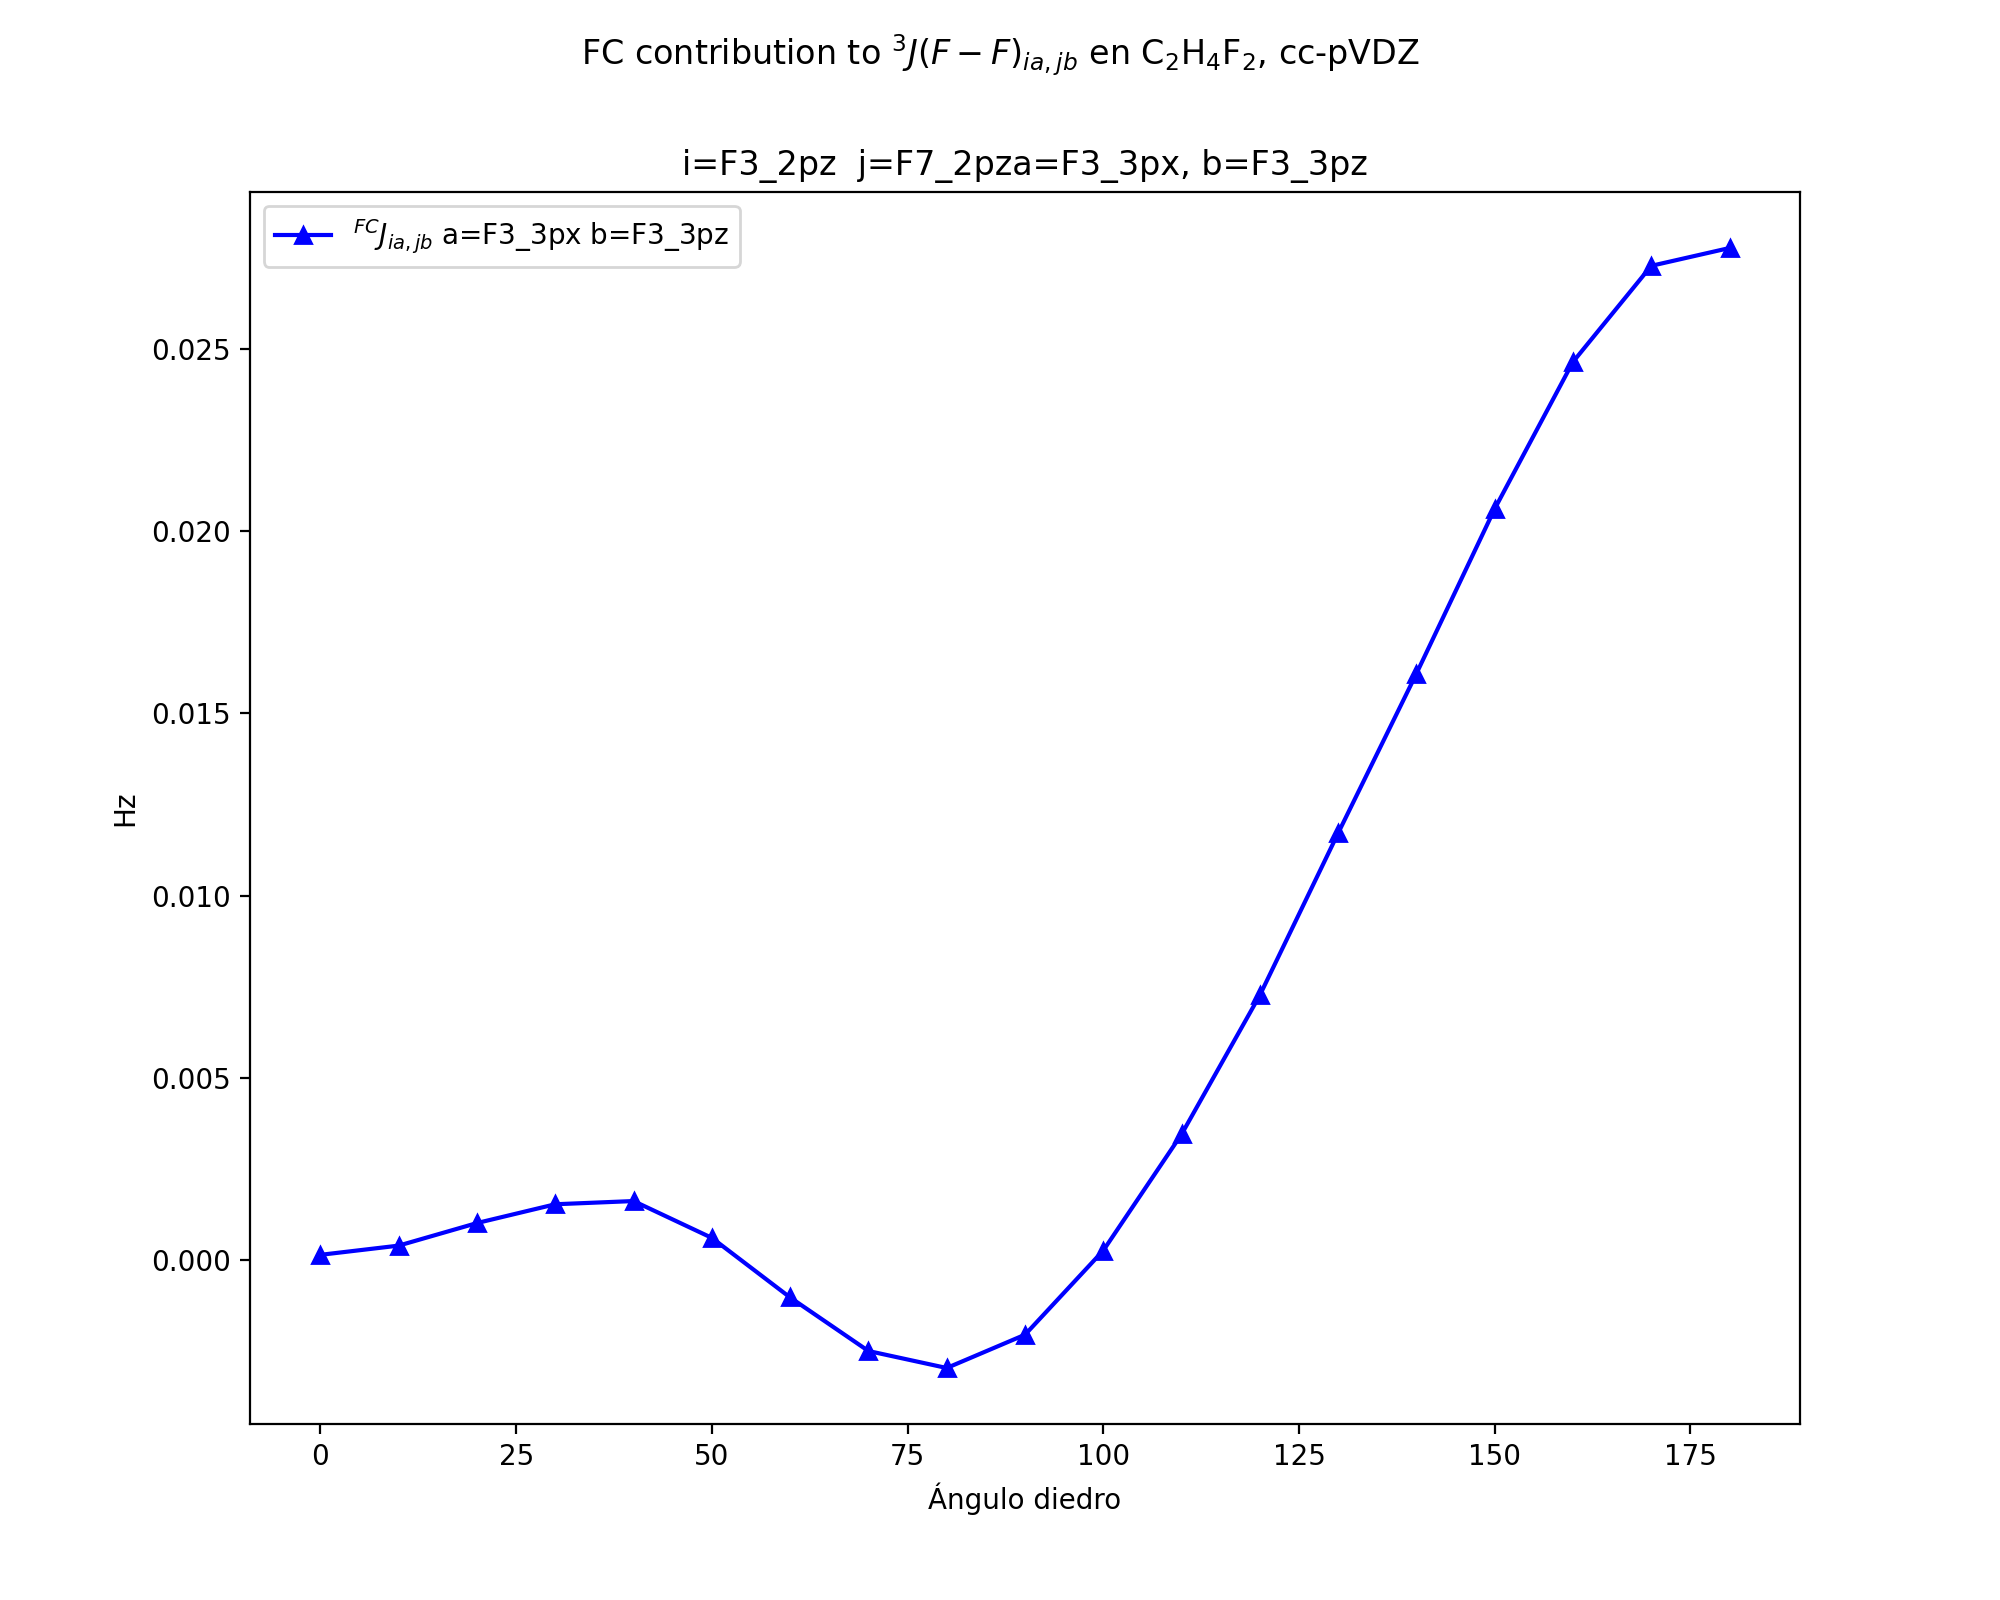 FC contribution to ³J(F − F)ᵢₐ,ⱼb en C₂H₄F₂, cc-pVDZ
i=F3_2pz  j=F7_2pza=F3_3px, b=F3_3pz
FCJia,jb a=F3_3px b=F3_3pz
0.025
0.020
0.015
0.010
0.005
0.000
Hz
0 25 50 75 100 125 150 175
Ángulo diedro